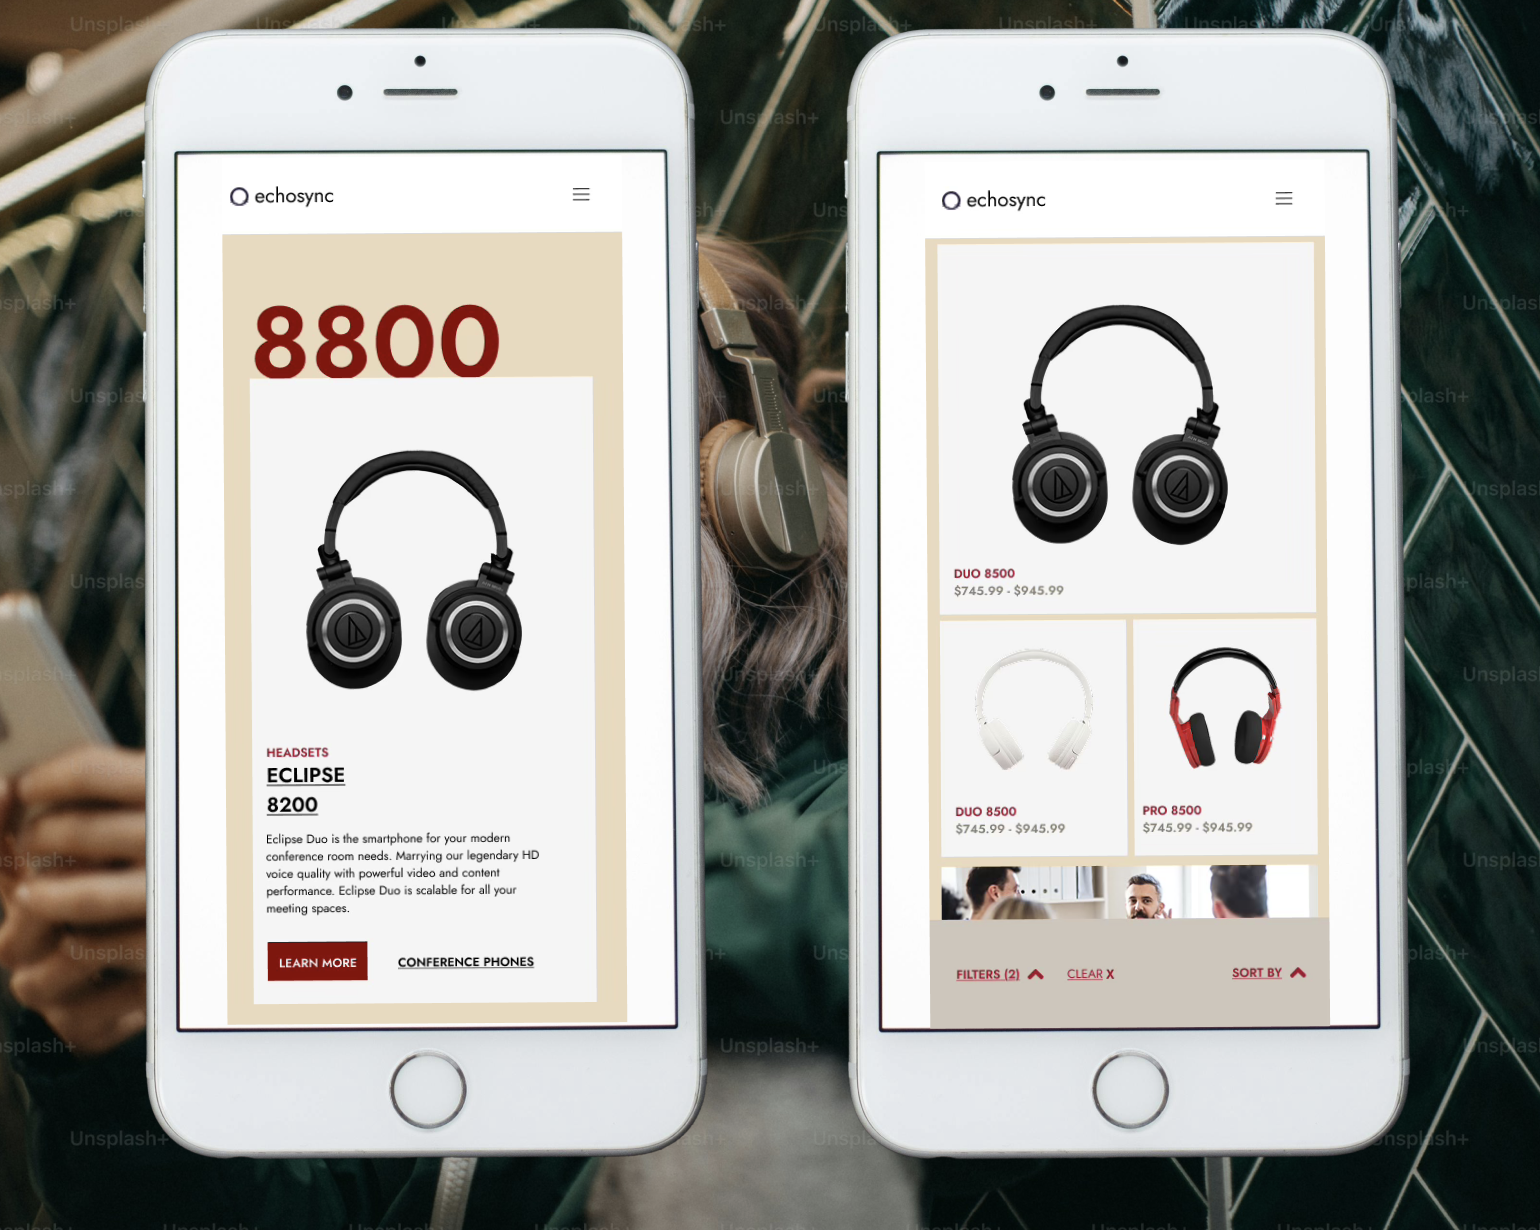 echosync
8800
HEADSETS
ECLIPSE
8200
Eclipse Duo is the smartphone for your modern
conference room needs. Marrying our legendary HD
voice quality with powerful video and content
performance. Eclipse Duo is scalable for all your
meeting spaces.
LEARN MORE
CONFERENCE PHONES
echosync
DUO 8500
$745.99 - $945.99
DUO 8500
$745.99 - $945.99
PRO 8500
$745.99 - $945.99
FILTERS (2)
CLEAR X
SORT BY
Unsplash+